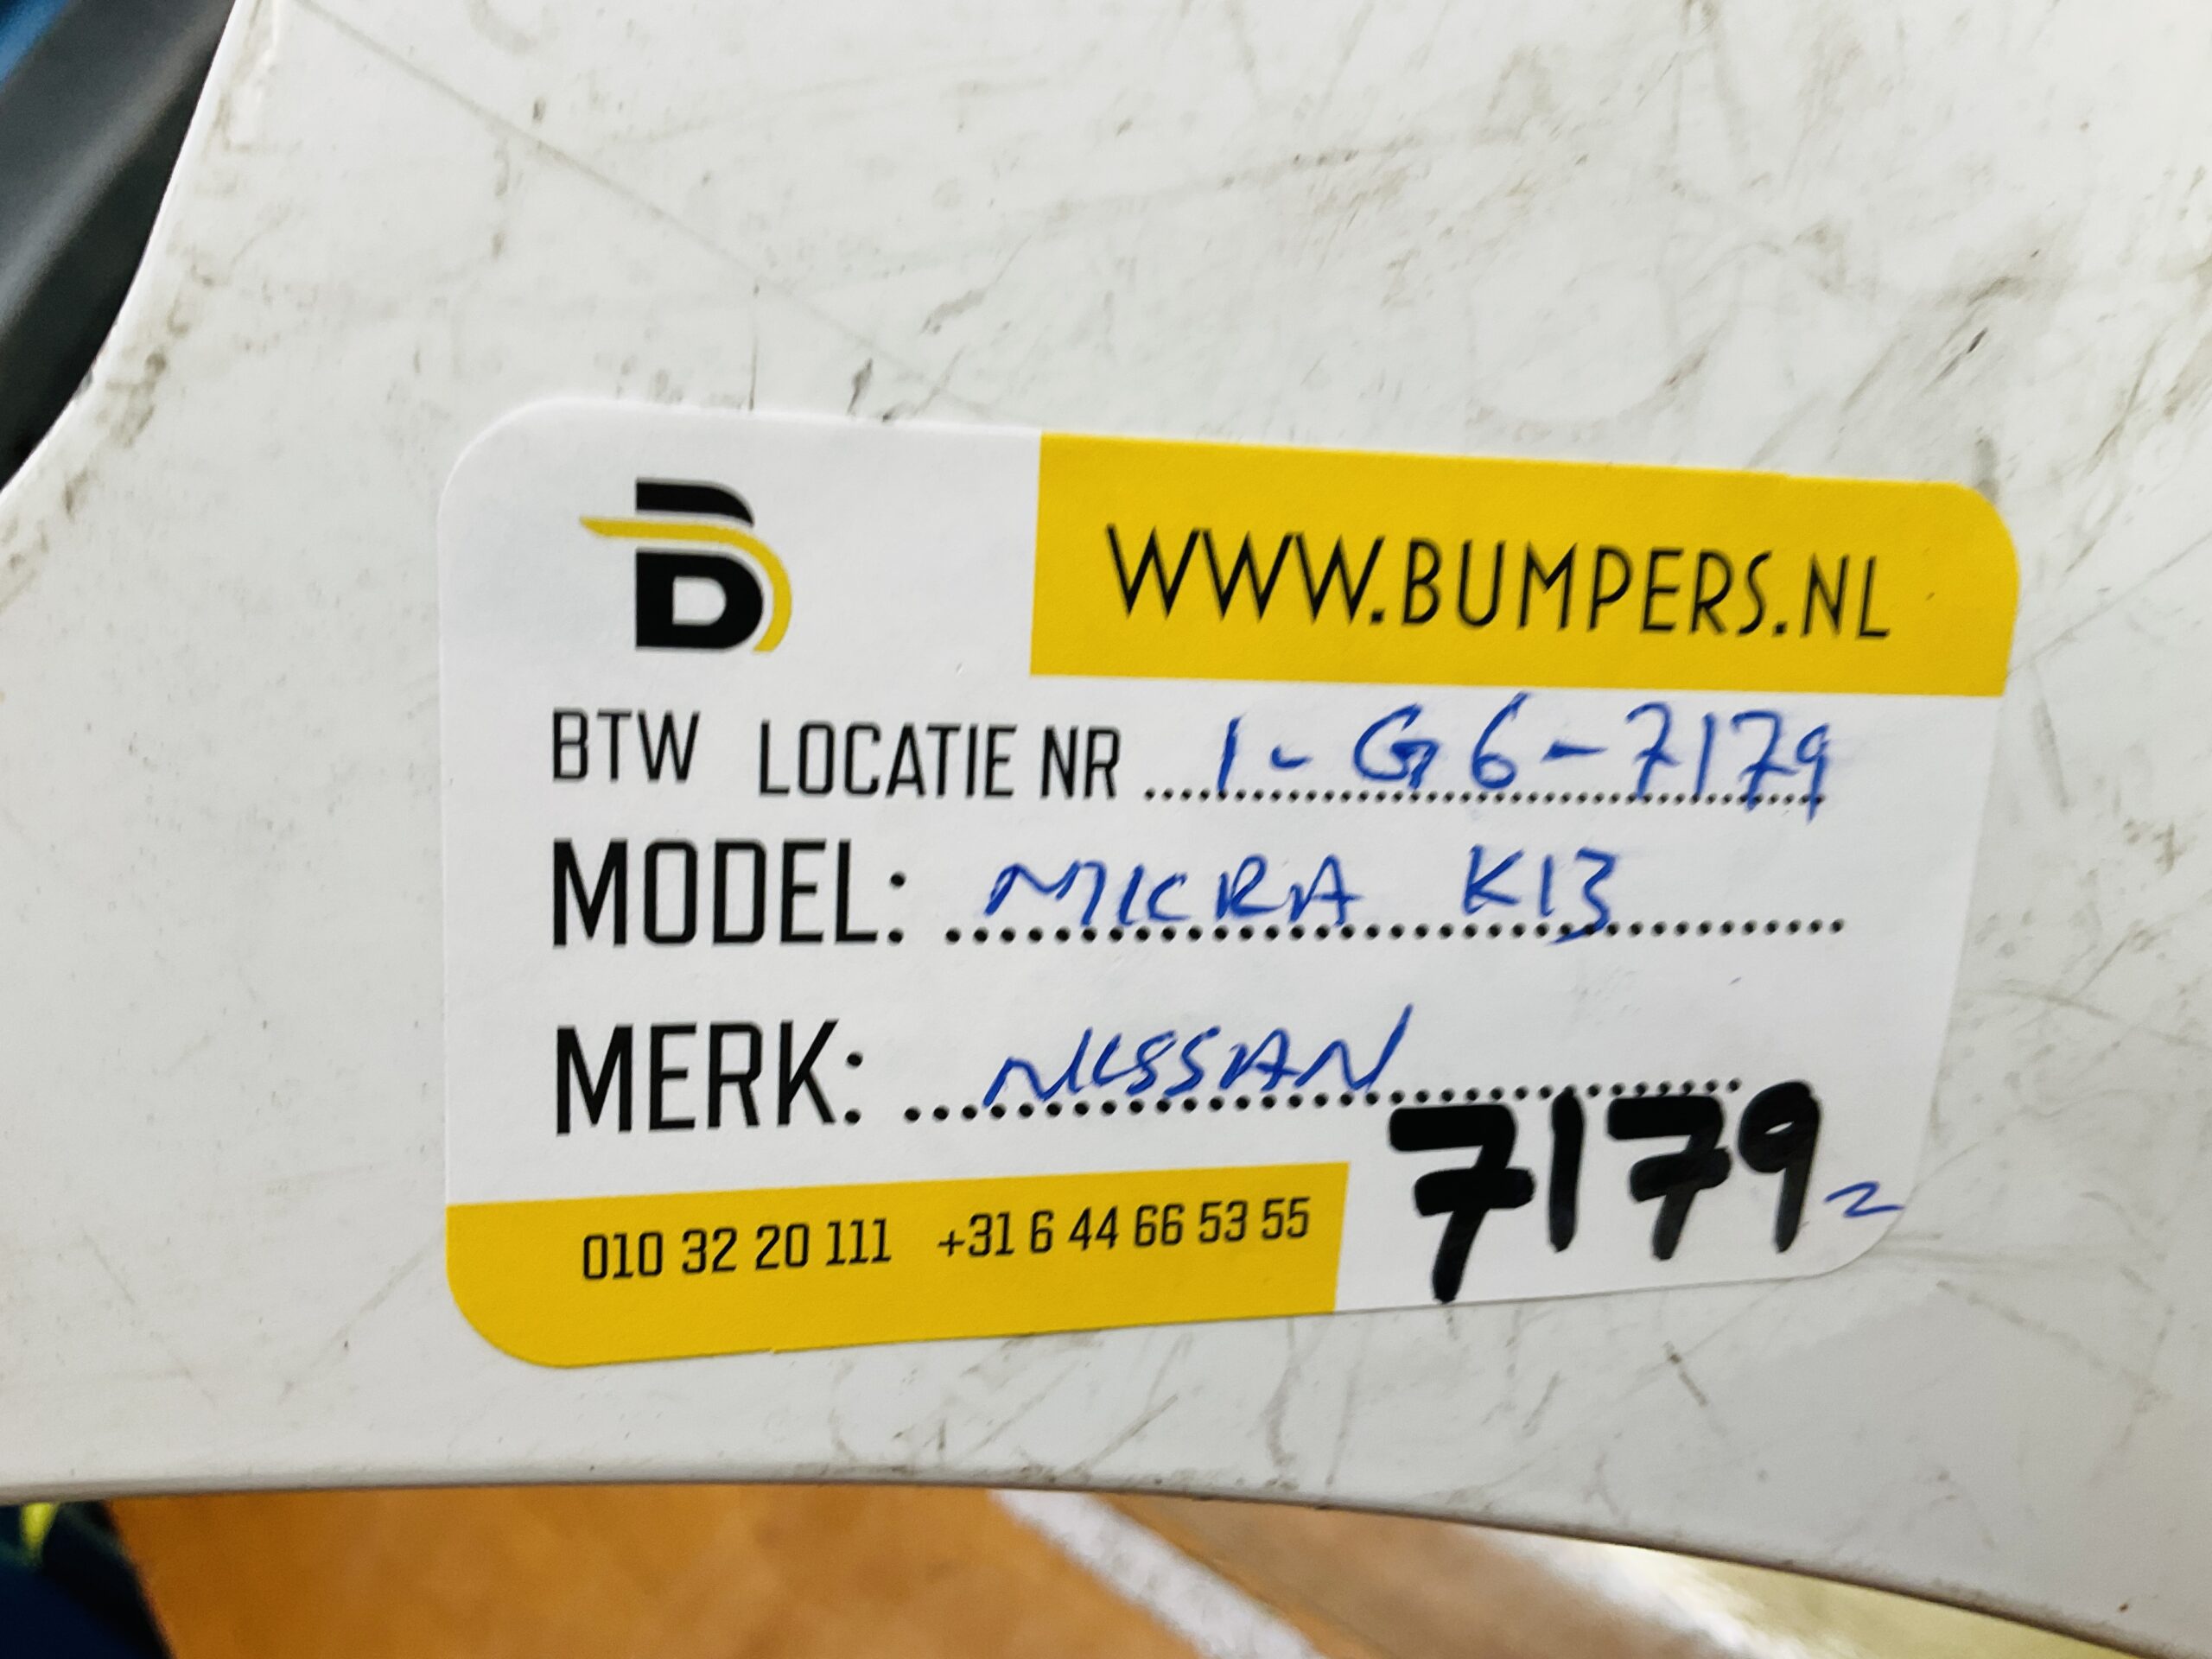 B
WWW.BUMPERS.NL
BTW LOCATIE NR 1-G6-7179
MODEL: MICRA K13
MERK: NISSAN
7179 2
010 32 20 111 +31 6 44 66 53 55